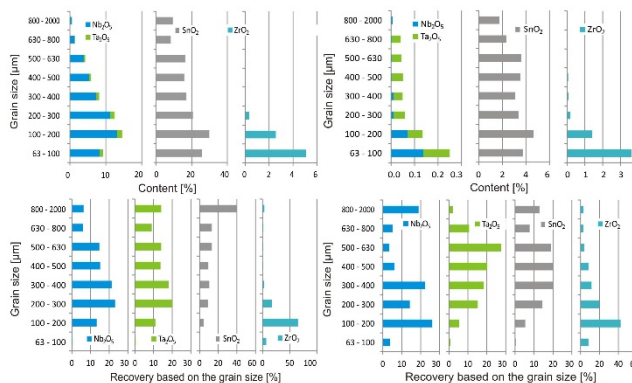 Grain size [µm]
800 - 2000
630 - 800
500 - 630
400 - 500
300 - 400
200 - 300
100 - 200
63 - 100
Nb₂O₅
Ta₂O₅
SnO₂
ZrO₂
0 5 10 15 20
0 20 40
0 2 4 6
Content [%]
Grain size [µm]
800 - 2000
630 - 800
500 - 630
400 - 500
300 - 400
200 - 300
100 - 200
63 - 100
Nb₂O₅
Ta₂O₅
SnO₂
ZrO₂
0.0 0.1 0.2 0.3
0 2 4 6
0 1 2 3
Content [%]
Grain size [µm]
800 - 2000
630 - 800
500 - 630
400 - 500
300 - 400
200 - 300
100 - 200
63 - 100
Nb₂O₅
Ta₂O₅
SnO₂
ZrO₂
0 10 20 30
0 10 20 30
0 20 40 60
0 50 100
Recovery based on the grain size [%]
Grain size [µm]
800 - 2000
630 - 800
500 - 630
400 - 500
300 - 400
200 - 300
100 - 200
63 - 100
Nb₂O₅
Ta₂O₅
SnO₂
ZrO₂
0 10 20 30
0 10 20 30
0 10 20 30
0 20 40 60
Recovery based on the grain size [%]